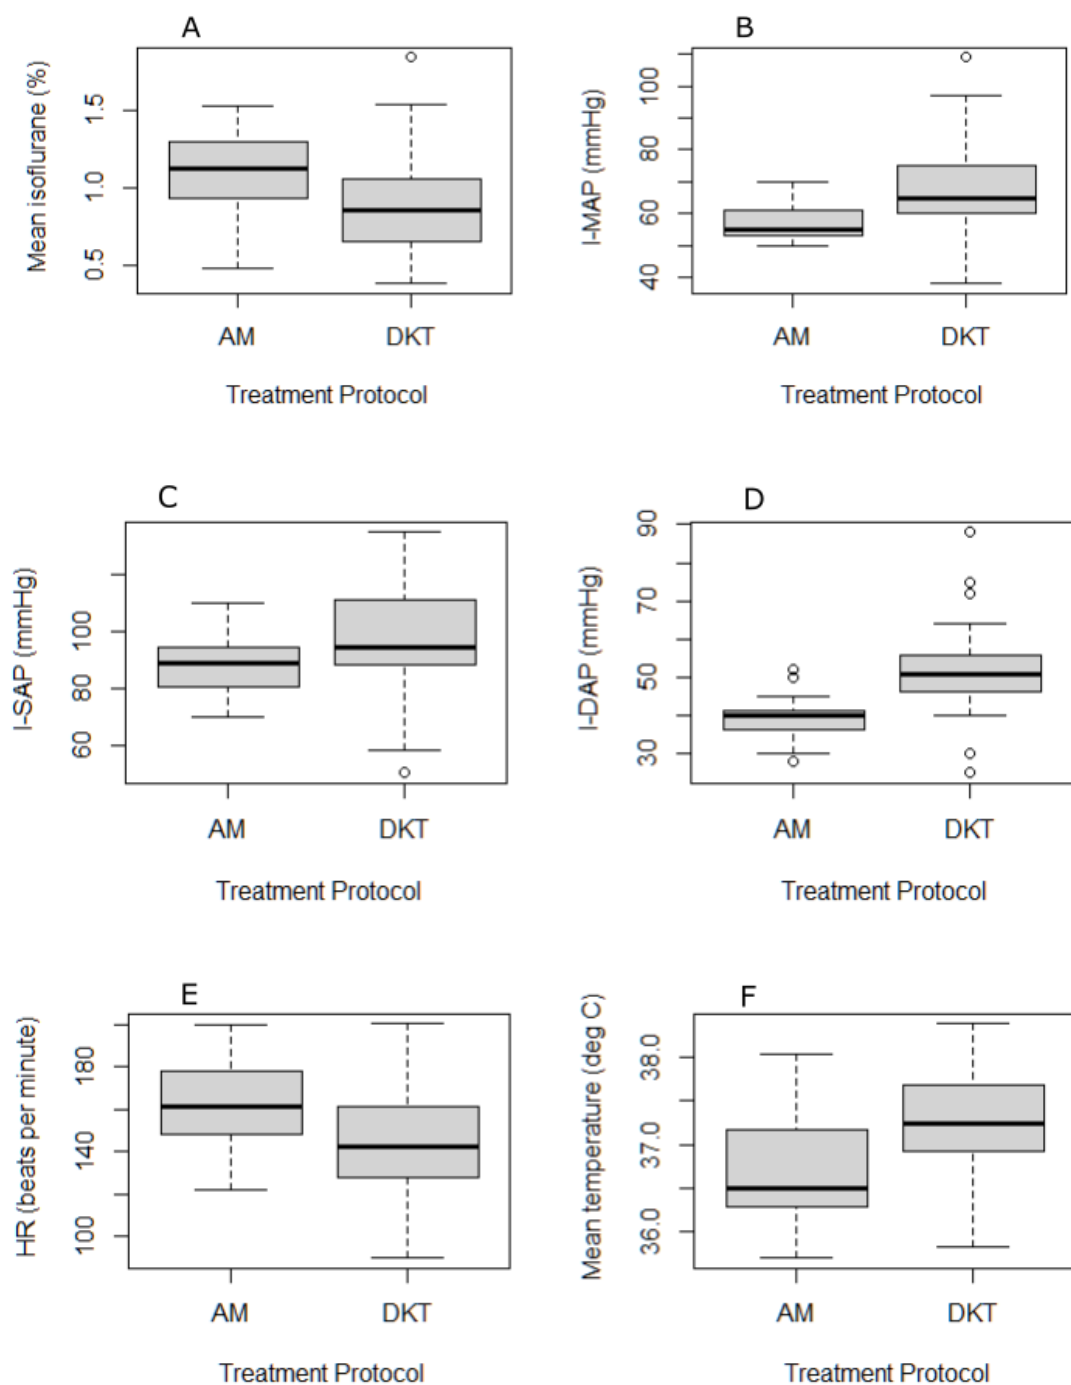 A
B
Mean isoflurane (%)
1.5
1.0
0.5
AM
DKT
Treatment Protocol
I-MAP (mmHg)
100
80
60
40
AM
DKT
Treatment Protocol
C
D
I-SAP (mmHg)
100
80
60
AM
DKT
Treatment Protocol
I-DAP (mmHg)
90
70
50
30
AM
DKT
Treatment Protocol
E
F
HR (beats per minute)
180
140
100
AM
DKT
Treatment Protocol
Mean temperature (deg C)
38.0
37.0
36.0
AM
DKT
Treatment Protocol